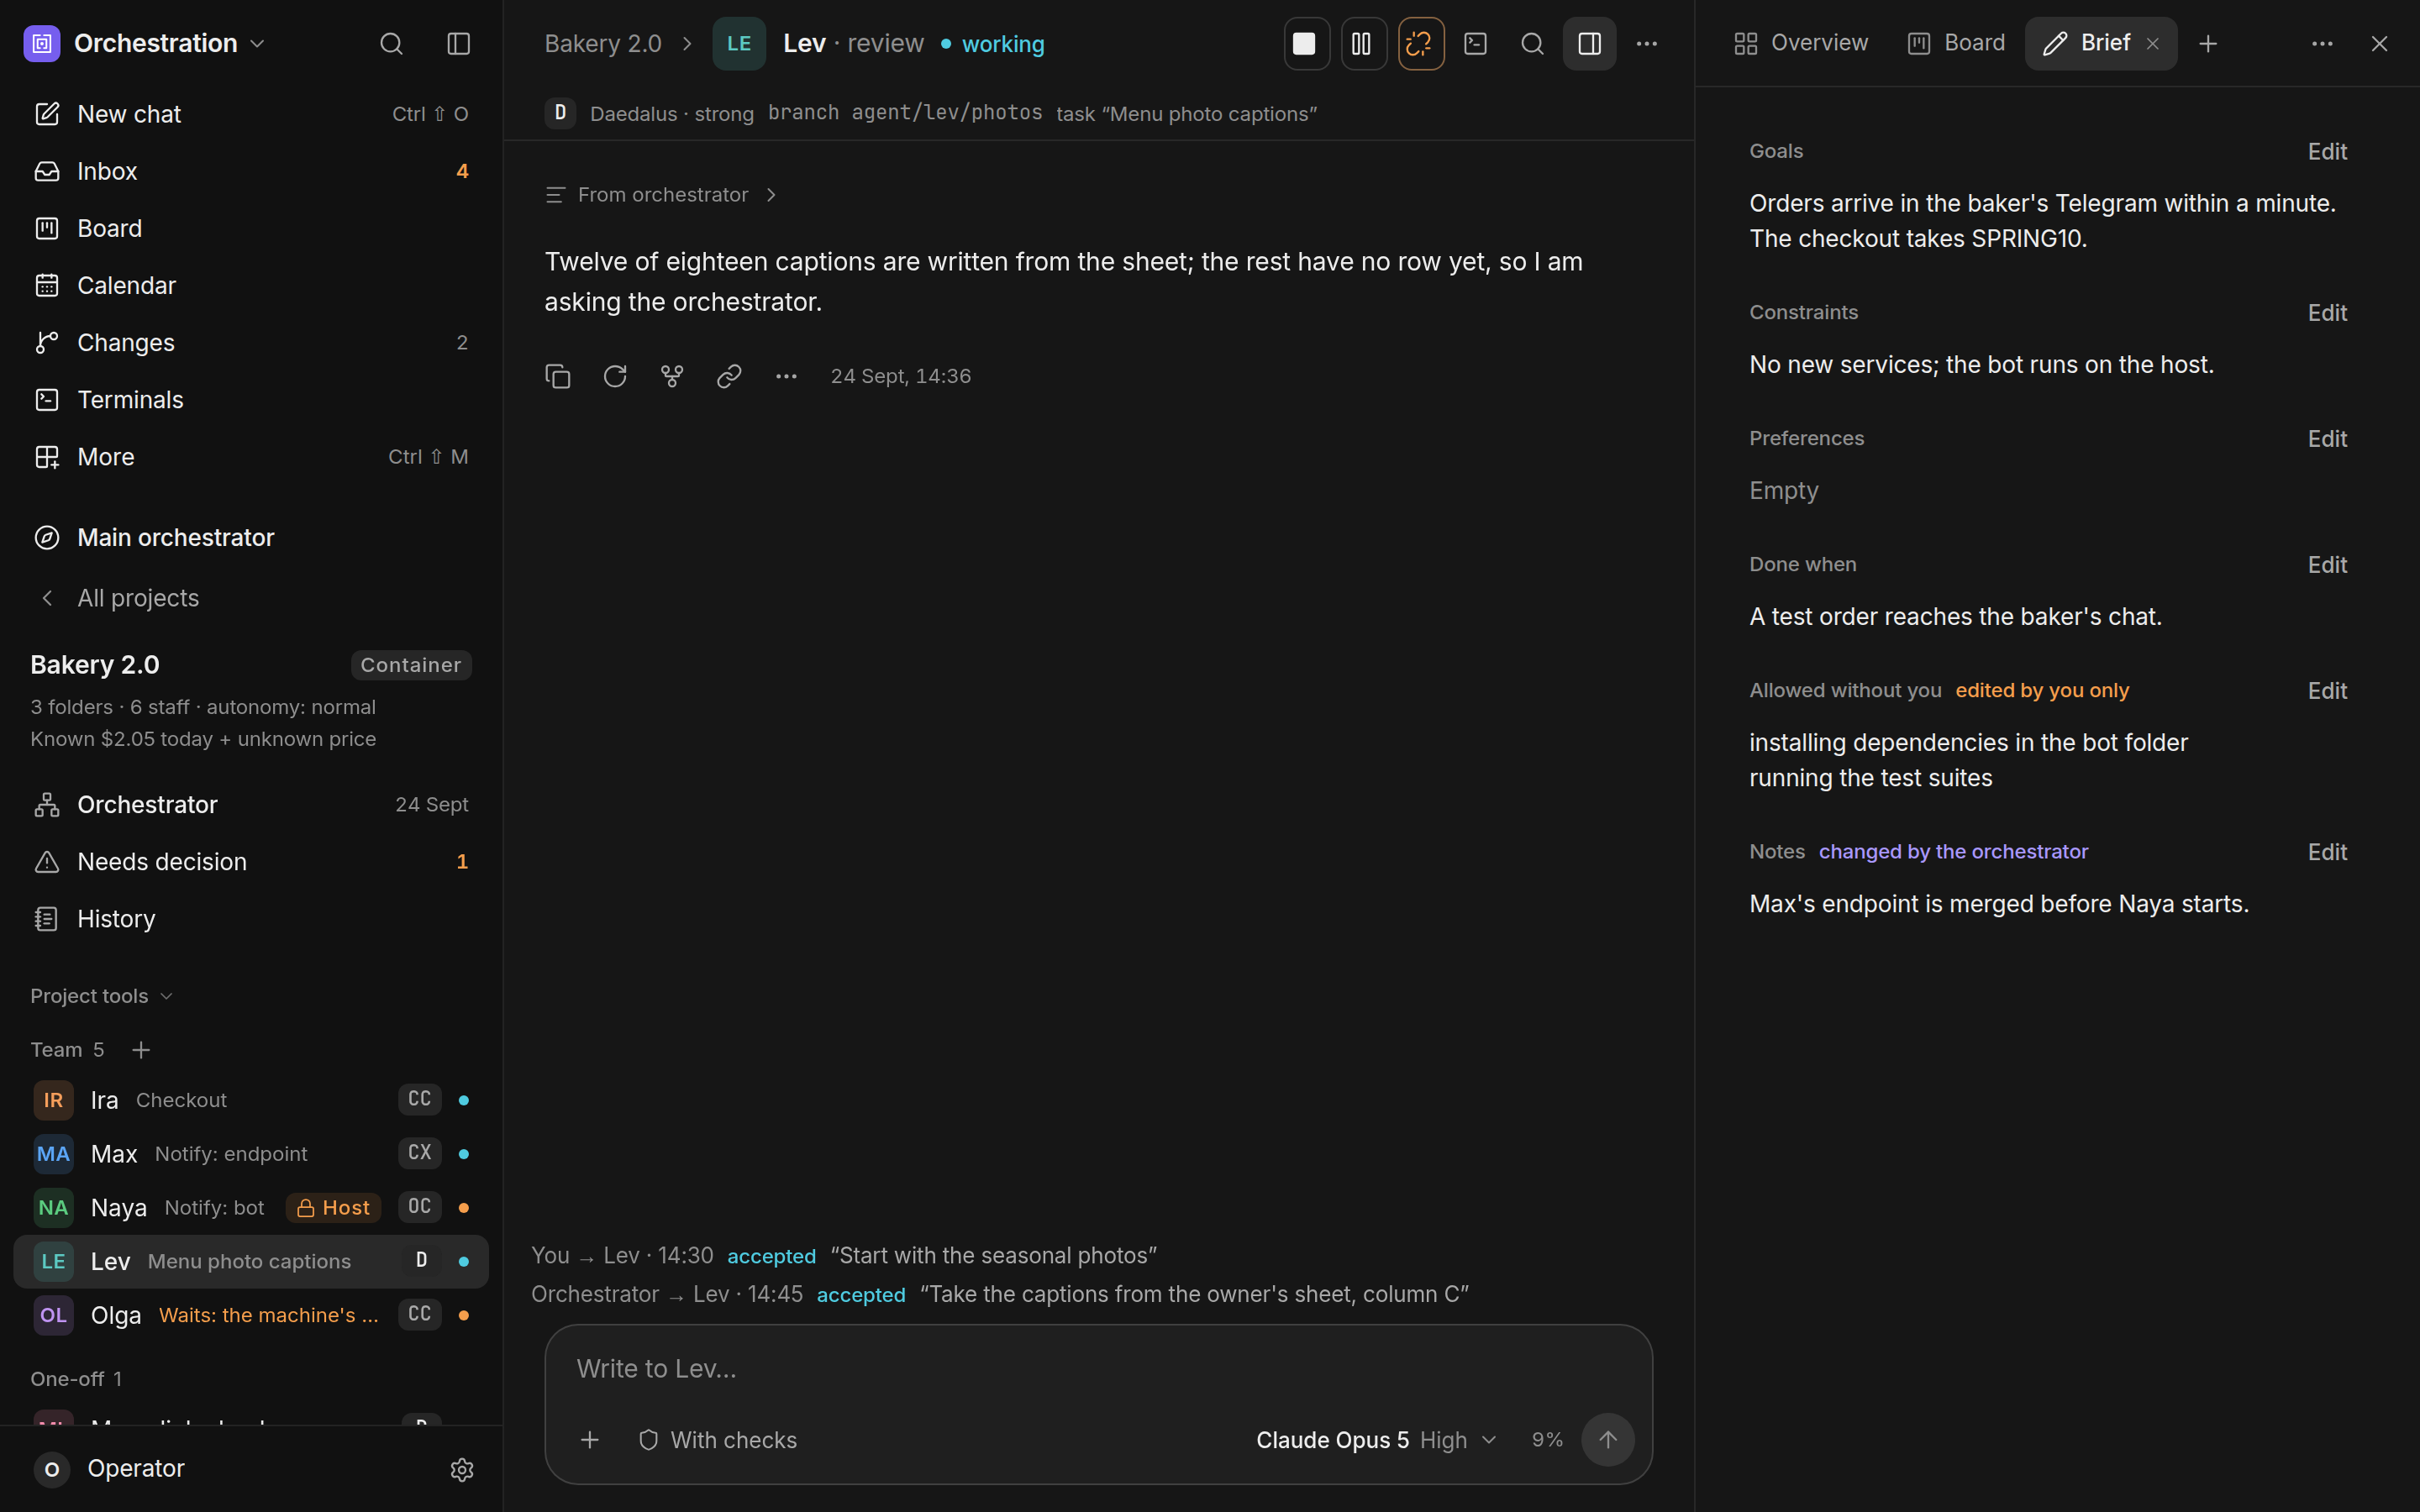 Orchestration
New chat Ctrl ⇧ O
Inbox 4
Board
Calendar
Changes 2
Terminals
More Ctrl ⇧ M
Main orchestrator
All projects
Bakery 2.0 Container
3 folders · 6 staff · autonomy: normal
Known $2.05 today + unknown price
Orchestrator 24 Sept
Needs decision 1
History
Project tools
Team 5
IR Ira Checkout CC
MA Max Notify: endpoint CX
NA Naya Notify: bot Host OC
LE Lev Menu photo captions D
OL Olga Waits: the machine's ... CC
One-off 1
O Operator
Bakery 2.0 LE Lev · review working
D Daedalus · strong branch agent/lev/photos task “Menu photo captions”
From orchestrator
Twelve of eighteen captions are written from the sheet; the rest have no row yet, so I am
asking the orchestrator.
24 Sept, 14:36
You → Lev · 14:30 accepted “Start with the seasonal photos”
Orchestrator → Lev · 14:45 accepted “Take the captions from the owner's sheet, column C”
Write to Lev...
With checks Claude Opus 5 High 9%
Overview Board Brief
Goals Edit
Orders arrive in the baker's Telegram within a minute.
The checkout takes SPRING10.
Constraints Edit
No new services; the bot runs on the host.
Preferences Edit
Empty
Done when Edit
A test order reaches the baker's chat.
Allowed without you edited by you only Edit
installing dependencies in the bot folder
running the test suites
Notes changed by the orchestrator Edit
Max's endpoint is merged before Naya starts.